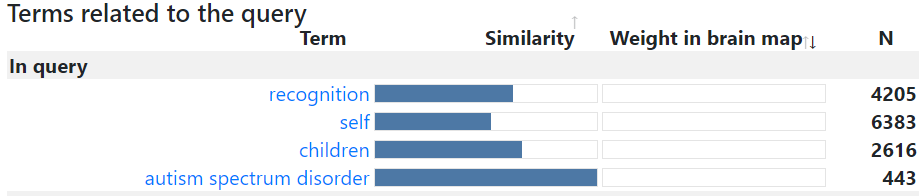 Terms related to the query
Term Similarity↑ Weight in brain map↑↓ N
In query
recognition 4205
self 6383
children 2616
autism spectrum disorder 443